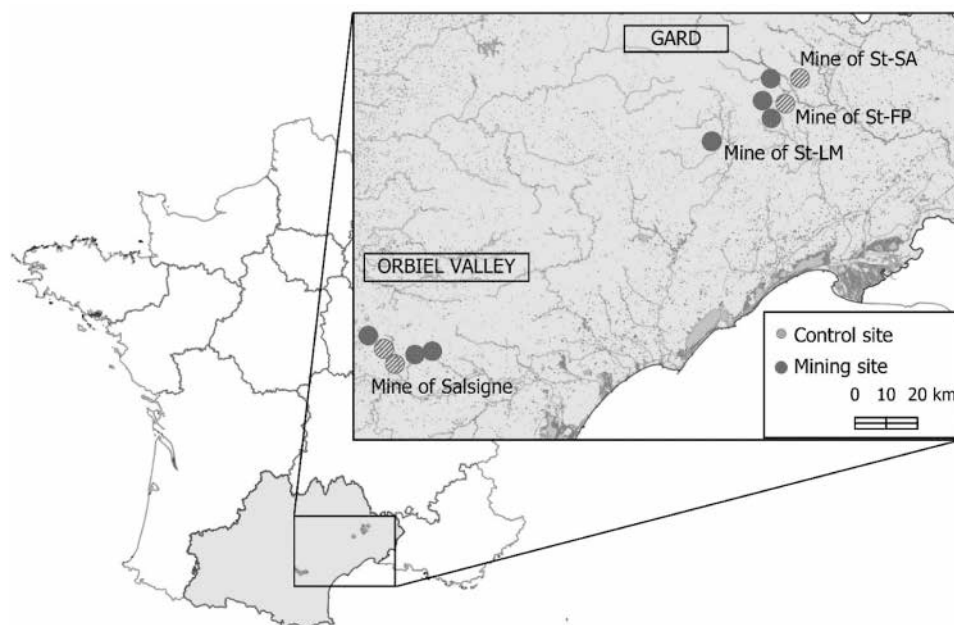 GARD
Mine of St-SA
Mine of St-FP
Mine of St-LM
ORBIEL VALLEY
Mine of Salsigne
Control site
Mining site
0 10 20 km